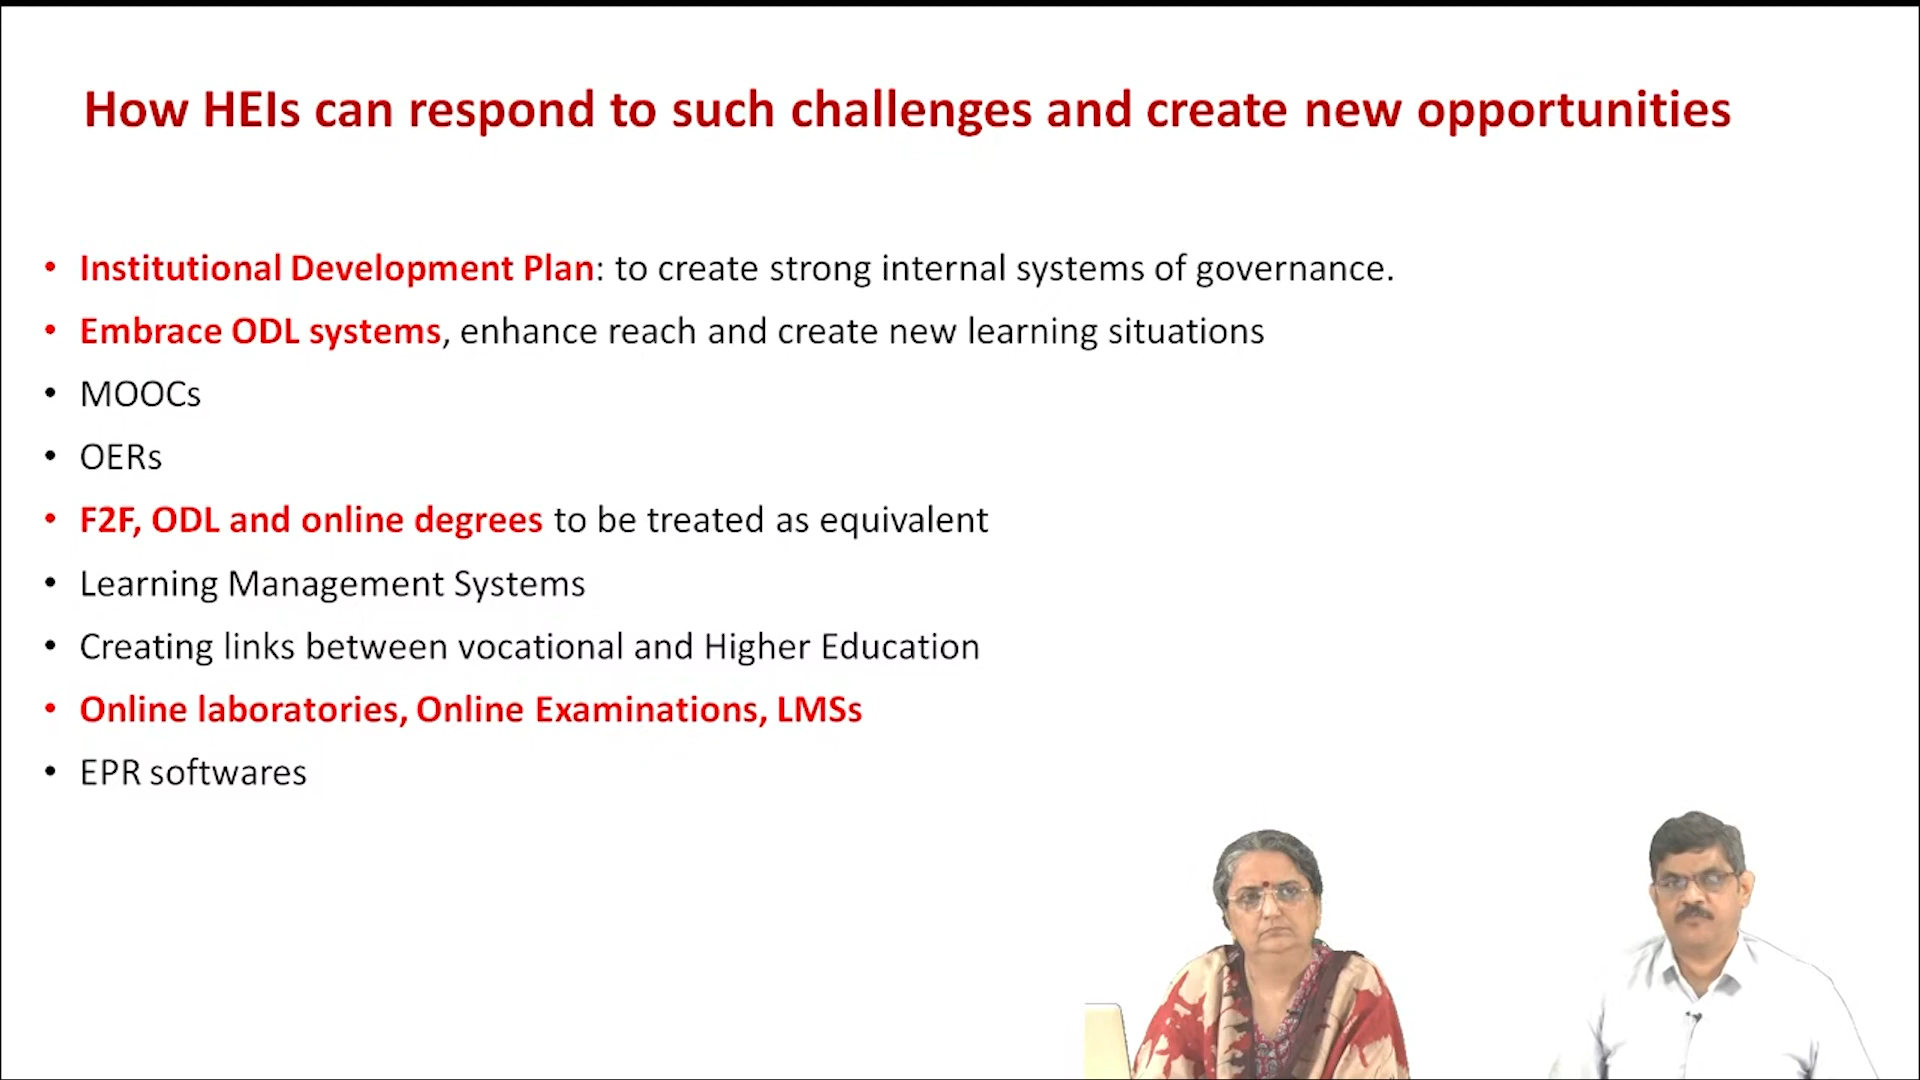 How HEIs can respond to such challenges and create new opportunities
• Institutional Development Plan: to create strong internal systems of governance.
• Embrace ODL systems, enhance reach and create new learning situations
• MOOCs
• OERs
• F2F, ODL and online degrees to be treated as equivalent
• Learning Management Systems
• Creating links between vocational and Higher Education
• Online laboratories, Online Examinations, LMSs
• EPR softwares